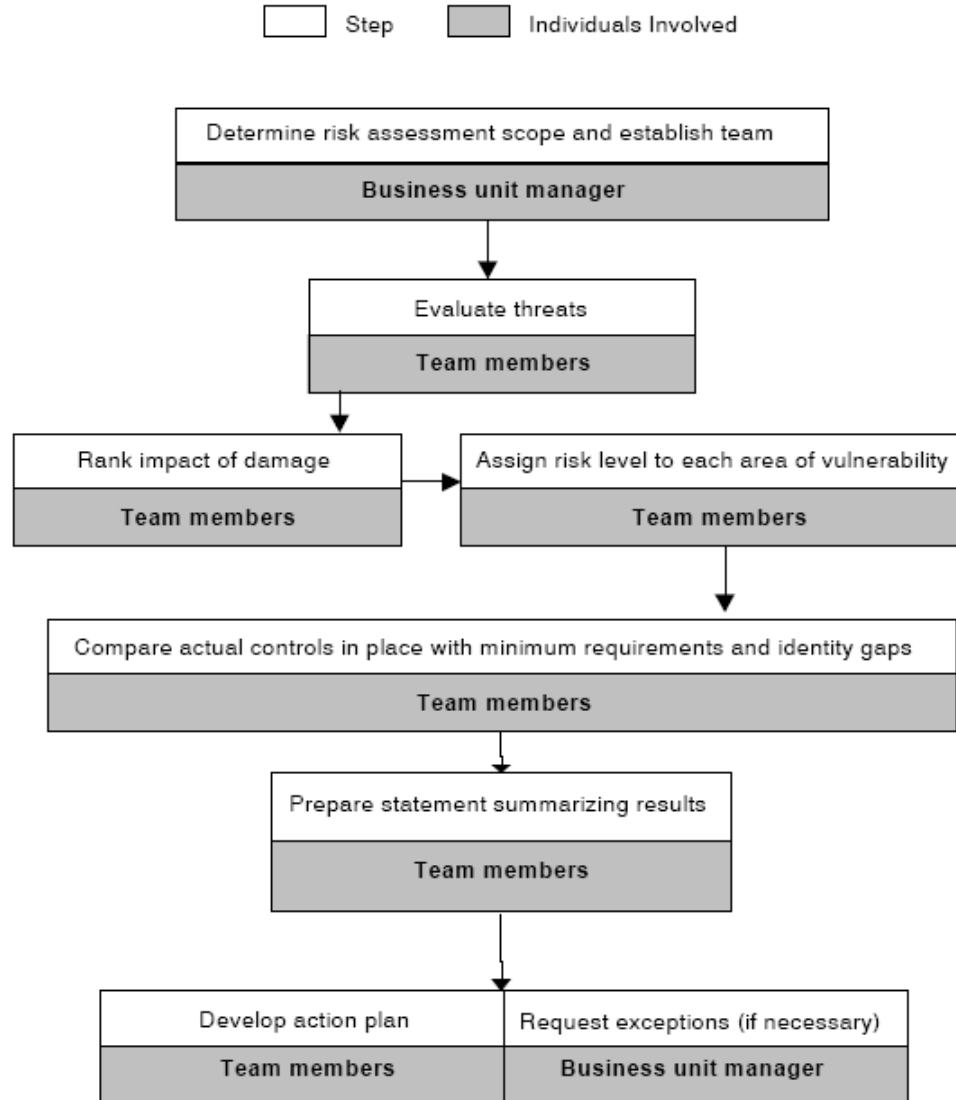 Step
Individuals Involved
Determine risk assessment scope and establish team
Business unit manager
Evaluate threats
Team members
Rank impact of damage
Team members
Assign risk level to each area of vulnerability
Team members
Compare actual controls in place with minimum requirements and identity gaps
Team members
Prepare statement summarizing results
Team members
Develop action plan
Team members
Request exceptions (if necessary)
Business unit manager